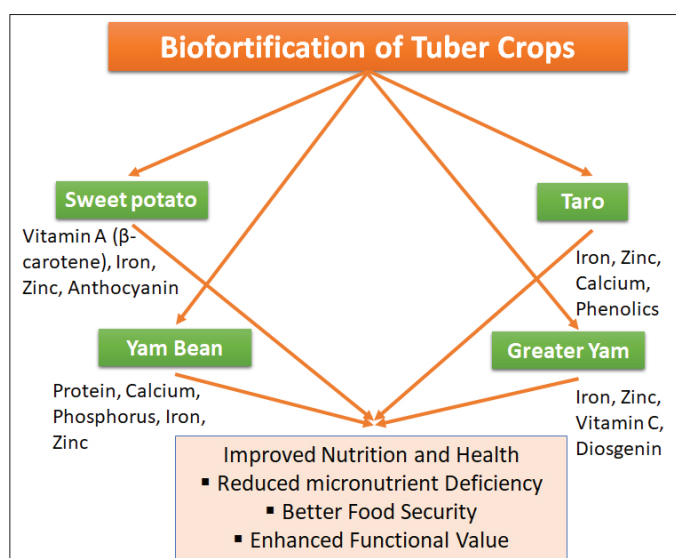 Biofortification of Tuber Crops
Sweet potato
Vitamin A (β-
carotene), Iron,
Zinc, Anthocyanin
Taro
Iron, Zinc,
Calcium,
Phenolics
Yam Bean
Protein, Calcium,
Phosphorus, Iron,
Zinc
Greater Yam
Iron, Zinc,
Vitamin C,
Diosgenin
Improved Nutrition and Health
▪ Reduced micronutrient Deficiency
▪ Better Food Security
▪ Enhanced Functional Value